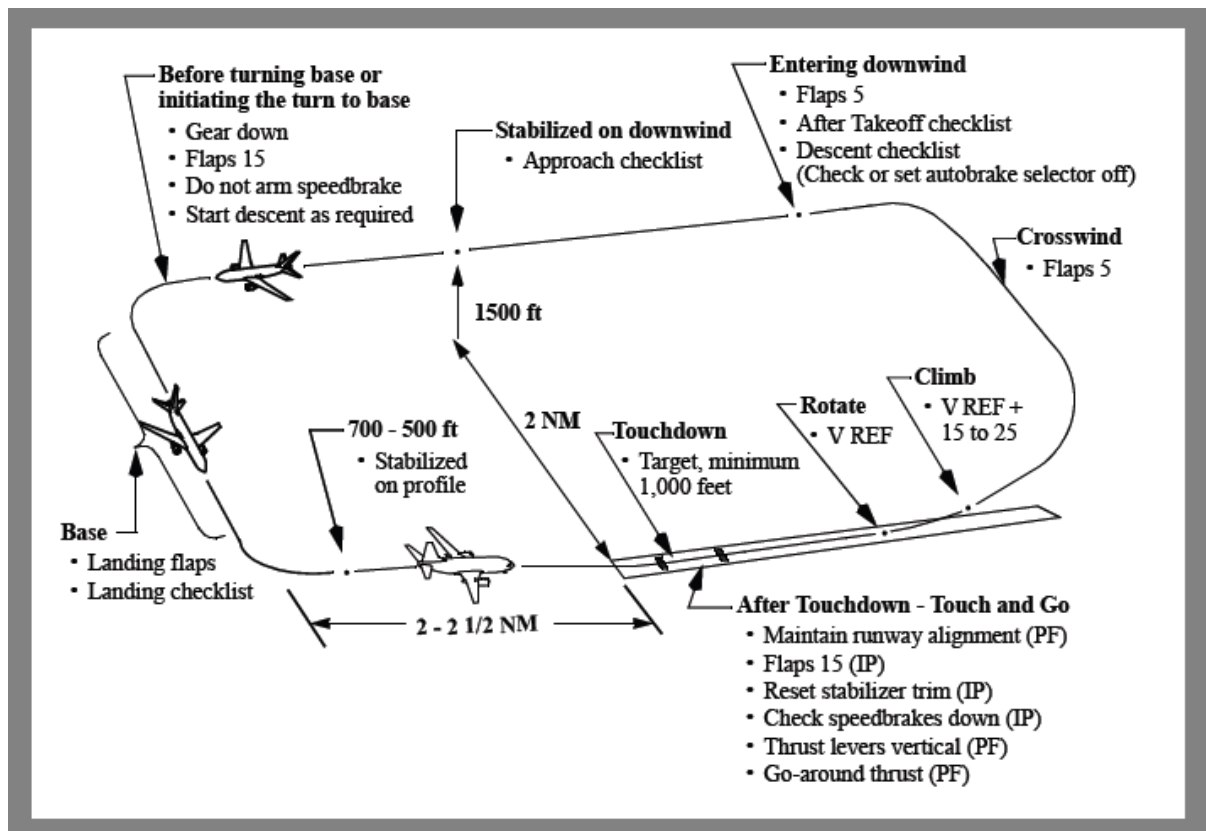 Before turning base or
initiating the turn to base
• Gear down
• Flaps 15
• Do not arm speedbrake
• Start descent as required
Stabilized on downwind
• Approach checklist
Entering downwind
• Flaps 5
• After Takeoff checklist
• Descent checklist
(Check or set autobrake selector off)
Crosswind
• Flaps 5
1500 ft
2 NM
Climb
• V REF +
15 to 25
Rotate
• V REF
Touchdown
• Target, minimum
1,000 feet
700 - 500 ft
• Stabilized
on profile
Base
• Landing flaps
• Landing checklist
2 - 2 1/2 NM
After Touchdown - Touch and Go
• Maintain runway alignment (PF)
• Flaps 15 (IP)
• Reset stabilizer trim (IP)
• Check speedbrakes down (IP)
• Thrust levers vertical (PF)
• Go-around thrust (PF)